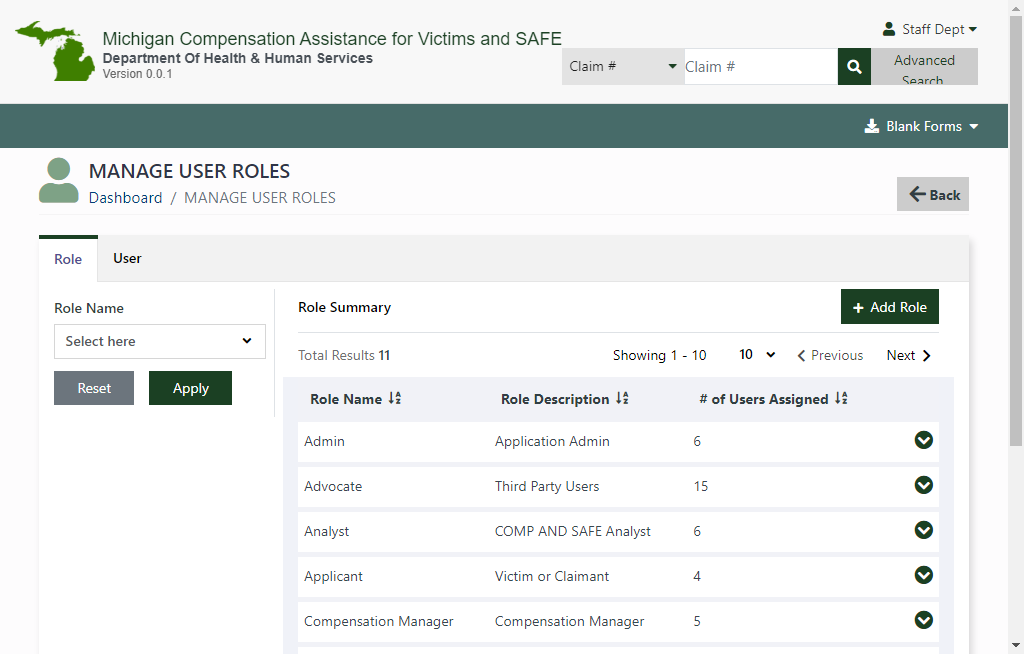 Michigan Compensation Assistance for Victims and SAFE
Department Of Health & Human Services
Version 0.0.1
Staff Dept
Claim #
Claim #
Advanced Search
Blank Forms
MANAGE USER ROLES
Dashboard / MANAGE USER ROLES
Back
Role User
Role Name
Select here
Reset Apply
Role Summary
+ Add Role
Total Results 11
Showing 1 - 10 10 Previous Next
Role Name Role Description # of Users Assigned
Admin Application Admin 6
Advocate Third Party Users 15
Analyst COMP AND SAFE Analyst 6
Applicant Victim or Claimant 4
Compensation Manager Compensation Manager 5